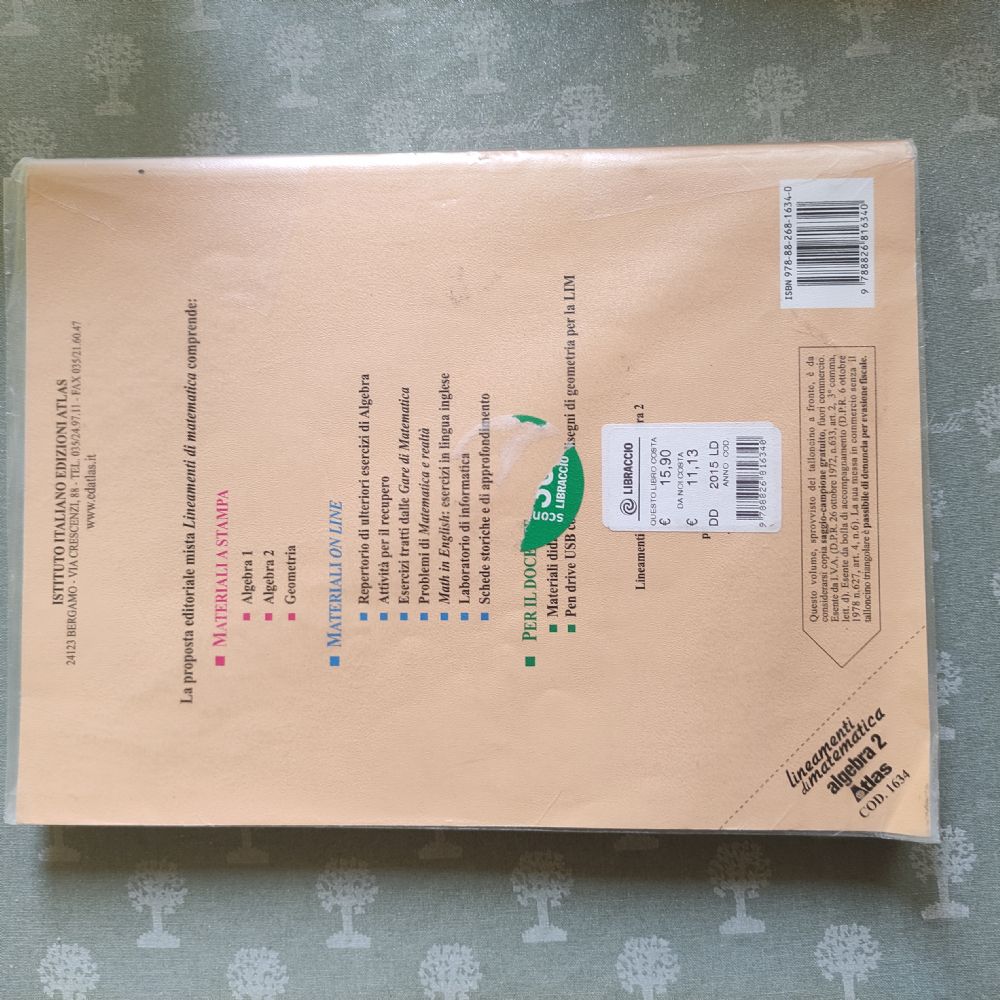 ISTITUTO ITALIANO EDIZIONI ATLAS
24123 BERGAMO - VIA CRESCENZI, 88 - TEL. 035/24.97.11 - FAX 035/21.60.47
www.edatlas.it
La proposta editoriale mista Lineamenti di matematica comprende:
■ MATERIALI A STAMPA
■ Algebra 1
■ Algebra 2
■ Geometria
■ MATERIALI ON LINE
■ Repertorio di ulteriori esercizi di Algebra
■ Attività per il recupero
■ Esercizi tratti dalle Gare di Matematica
■ Problemi di Matematica e realtà
■ Math in English: esercizi in lingua inglese
■ Laboratorio di informatica
■ Schede storiche e di approfondimento
■ PER IL DOCE
■ Materiali did
■ Pen drive USB isegni di geometria per la LIM
scon
LIBRACCIO
Lineamenti ra 2
LIBRACCIO
QUESTO LIBRO COSTA
€ 15,90
DA NOI COSTA
€ 11,13
DD 2015 LD
ANNO COD
9 788826 816348
Questo volume, sprovvisto del talloncino a fronte, è da
considerarsi copia saggio-campione gratuito, fuori commercio.
Esente da I.V.A. (D.P.R. 26 ottobre 1972, n.633, art. 2, 3° comma,
lett. d). Esente da bolla di accompagnamento (D.P.R. 6 ottobre
1978 n.627, art. 4, n.6). La sua messa in commercio senza il
talloncino triangolare è passibile di denuncia per evasione fiscale.
ISBN 978-88-268-1634-0
9 788826 816340
lineamenti
di matematica
algebra 2
Atlas
COD. 1634